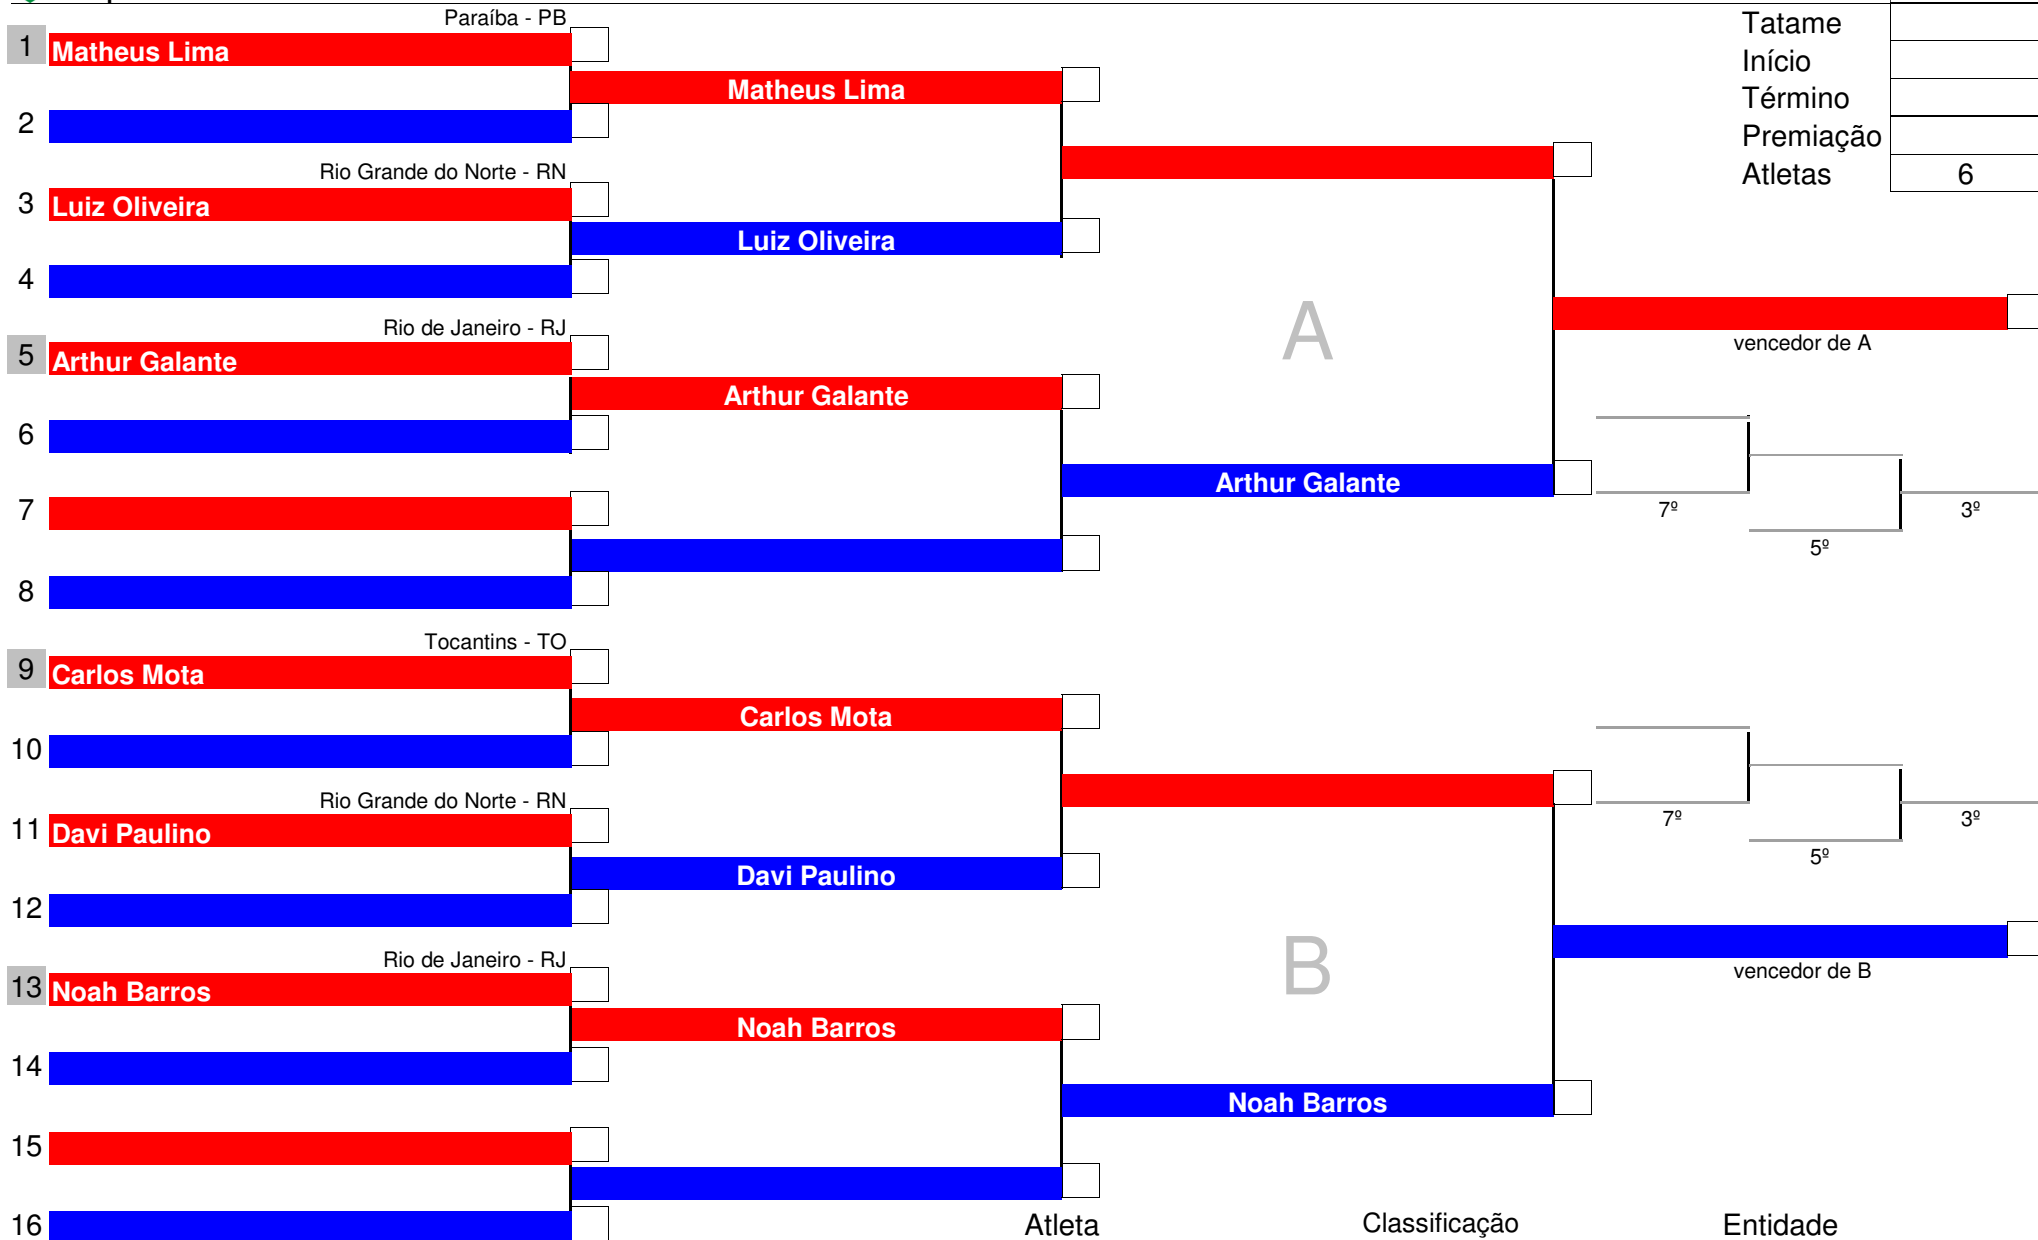 Paraíba - PB
Tatame
1 Matheus Lima
Início
Matheus Lima
Término
2
Premiação
Rio Grande do Norte - RN
Atletas 6
3 Luiz Oliveira
Luiz Oliveira
4
A
Rio de Janeiro - RJ
vencedor de A
5 Arthur Galante
Arthur Galante
6
Arthur Galante
7
7º 3º
5º
8
Tocantins - TO
9 Carlos Mota
Carlos Mota
10
Rio Grande do Norte - RN
7º 3º
11 Davi Paulino
5º
Davi Paulino
12
Rio de Janeiro - RJ
B
vencedor de B
13 Noah Barros
Noah Barros
14
Noah Barros
15
16
Atleta Classificação Entidade